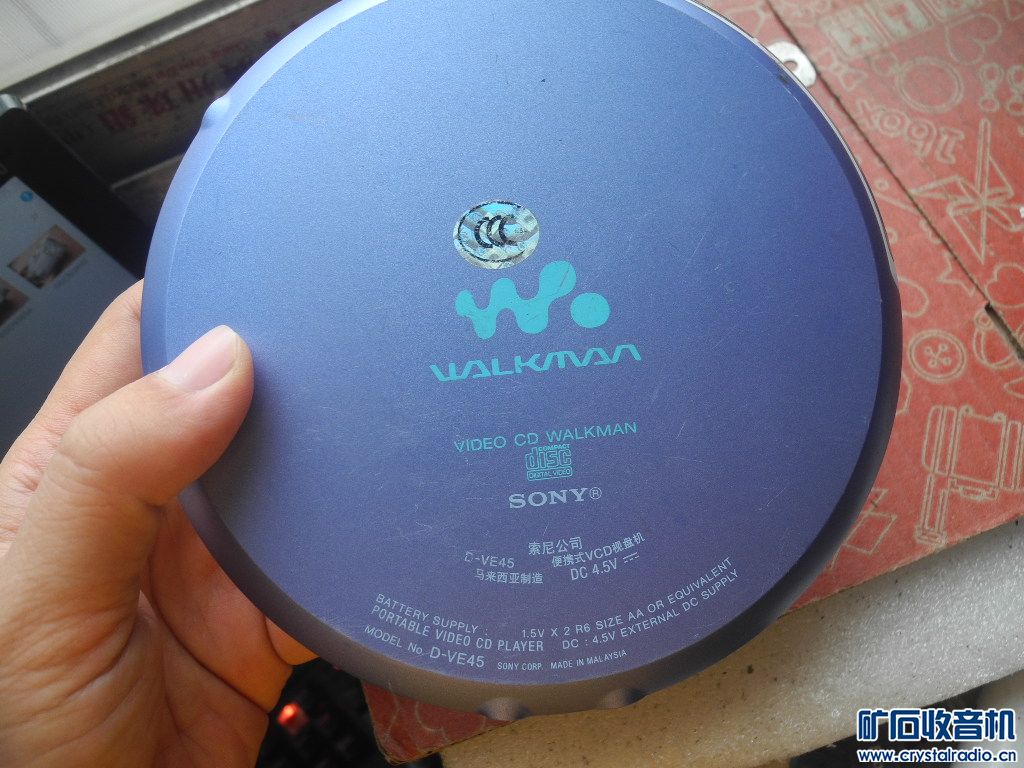 CCC
WALKMAN
VIDEO CD WALKMAN
COMPACT
disc
DIGITAL VIDEO
SONY®
索尼公司
D-VE45 便携式VCD视盘机
马来西亚制造 DC 4.5V
BATTERY SUPPLY : 1.5V X 2 R6 SIZE AA OR EQUIVALENT
PORTABLE VIDEO CD PLAYER DC : 4.5V EXTERNAL DC SUPPLY
MODEL No. D-VE45 SONY CORP. MADE IN MALAYSIA
16ox
矿石收音机
www.crystalradio.cn